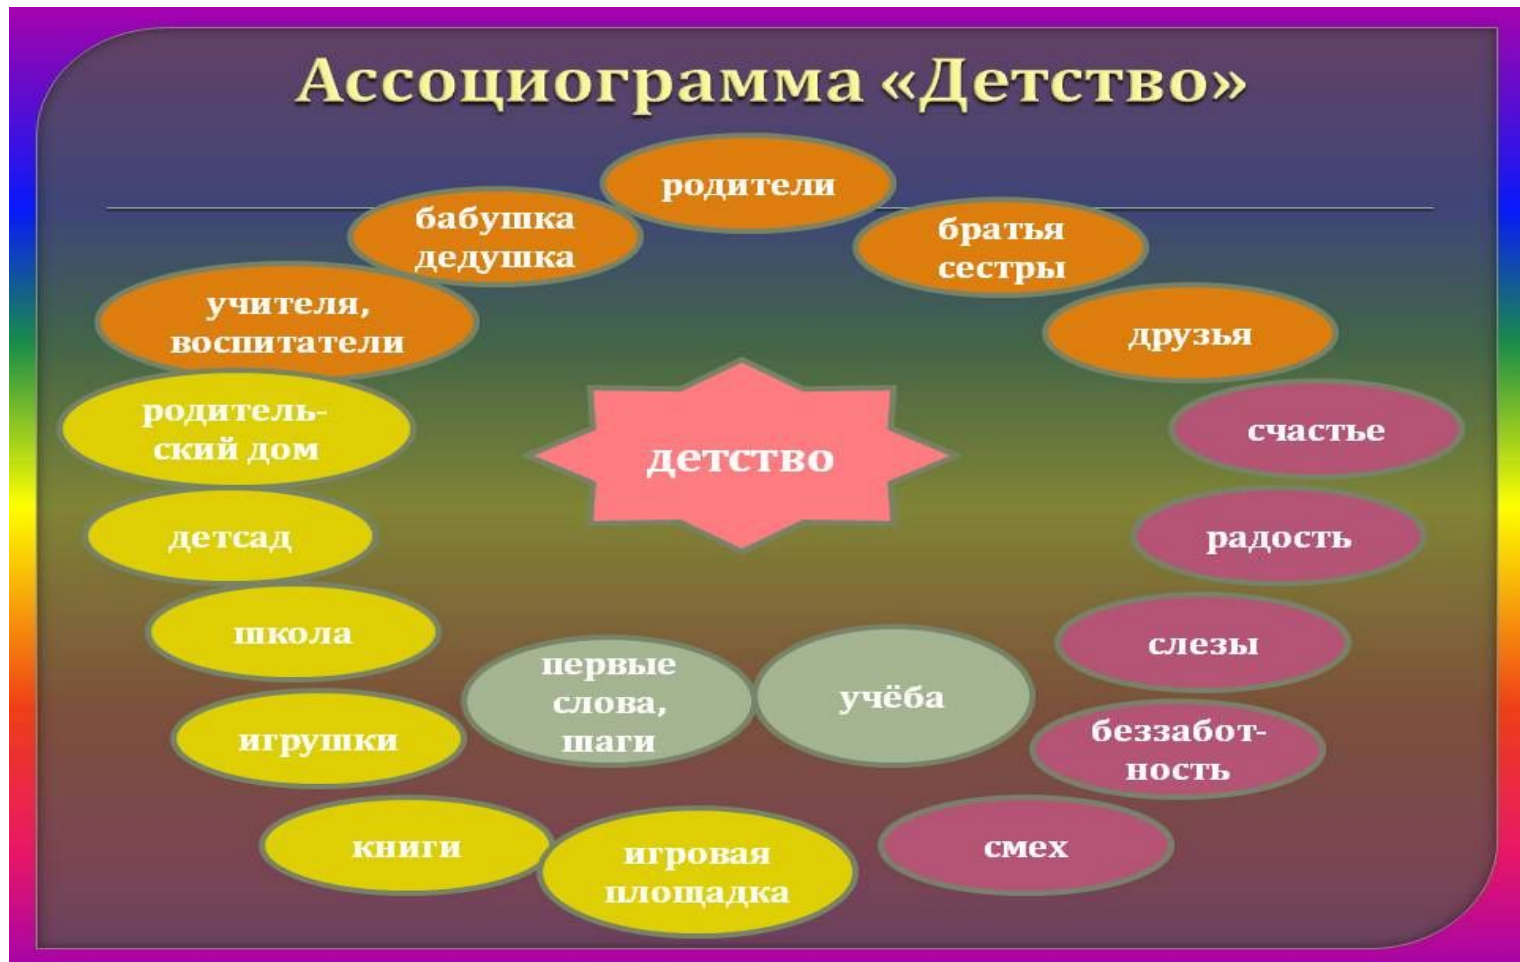 Ассоциограмма «Детство»
родители
бабушка
дедушка
братья
сестры
учителя,
воспитатели
друзья
родитель-
ский дом
счастье
детство
детсад
радость
школа
слезы
первые
слова,
шаги
учёба
игрушки
беззабот-
ность
книги
игровая
площадка
смех